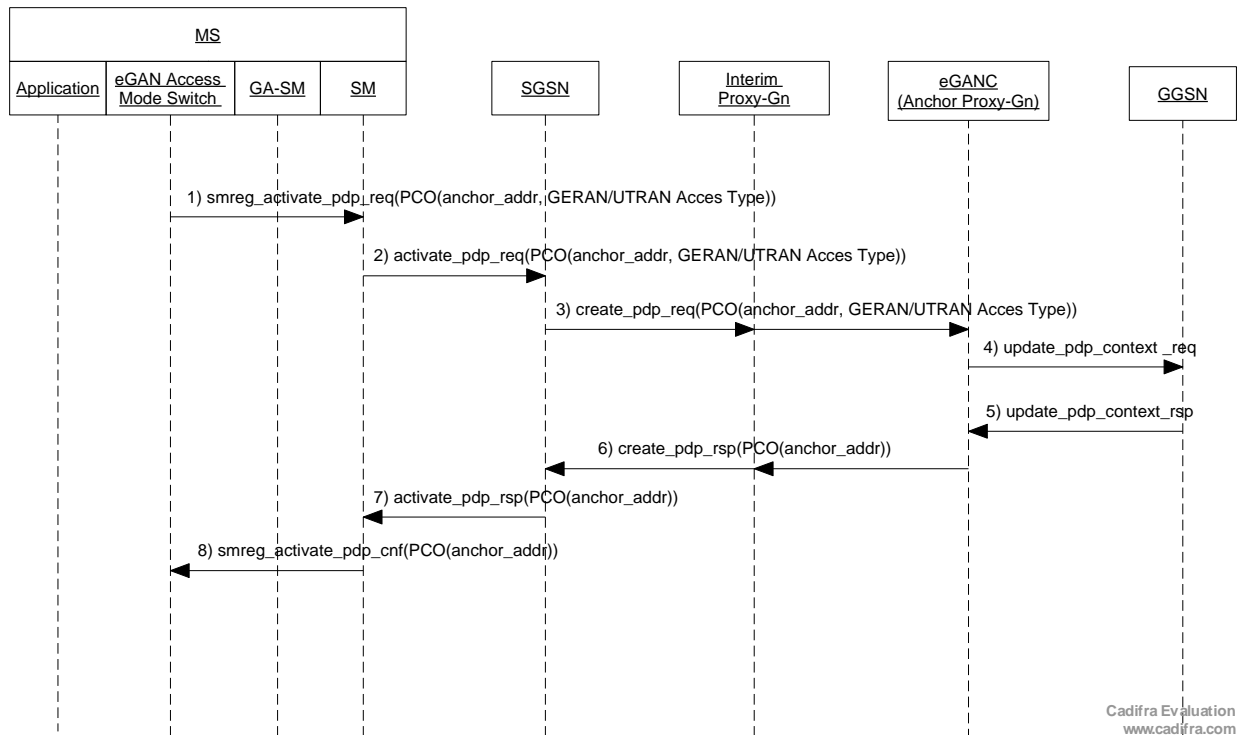 MS
Application
eGAN Access
Mode Switch
GA-SM
SM
SGSN
Interim
Proxy-Gn
eGANC
(Anchor Proxy-Gn)
GGSN
1) smreg_activate_pdp_req(PCO(anchor_addr, GERAN/UTRAN Acces Type))
2) activate_pdp_req(PCO(anchor_addr, GERAN/UTRAN Acces Type))
3) create_pdp_req(PCO(anchor_addr, GERAN/UTRAN Acces Type))
4) update_pdp_context _req
5) update_pdp_context_rsp
6) create_pdp_rsp(PCO(anchor_addr))
7) activate_pdp_rsp(PCO(anchor_addr))
8) smreg_activate_pdp_cnf(PCO(anchor_addr))
Cadifra Evaluation
www.cadifra.com